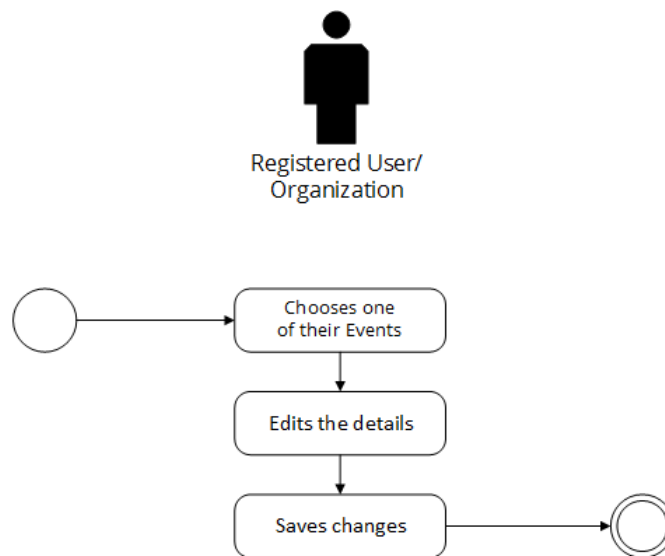 Registered User/
Organization
Chooses one
of their Events
Edits the details
Saves changes